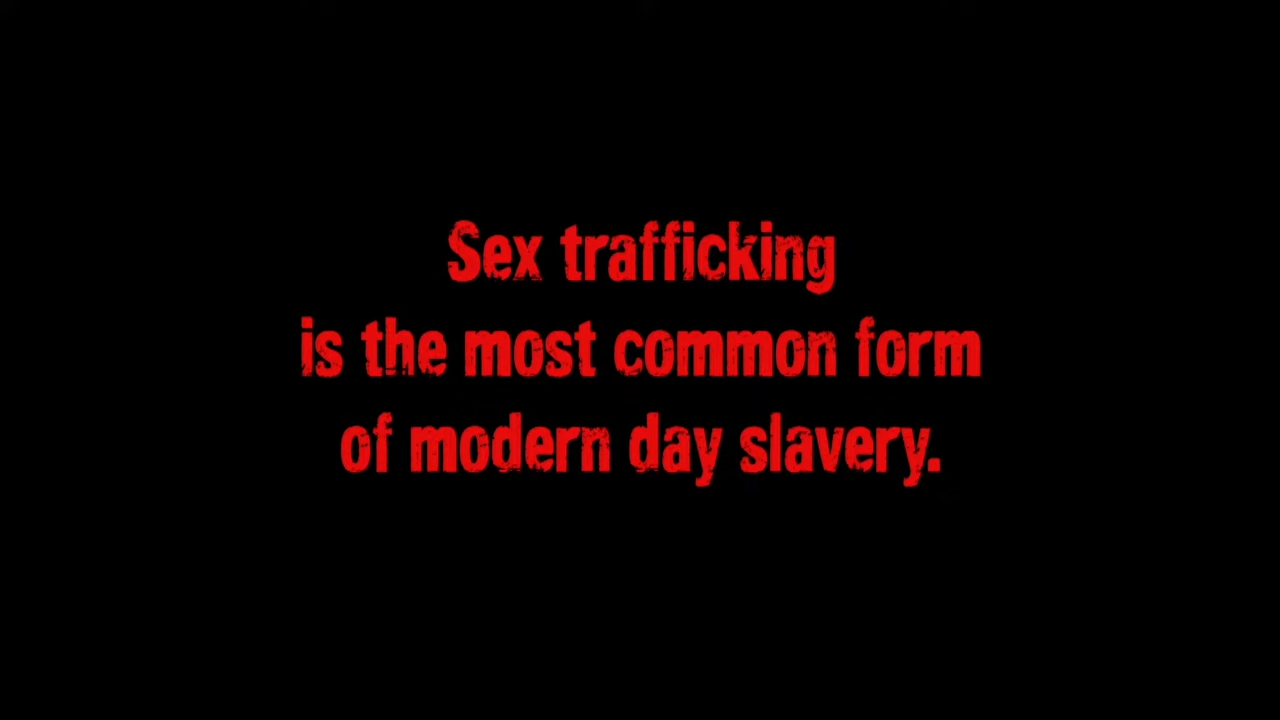 Sex trafficking
is the most common form
of modern day slavery.